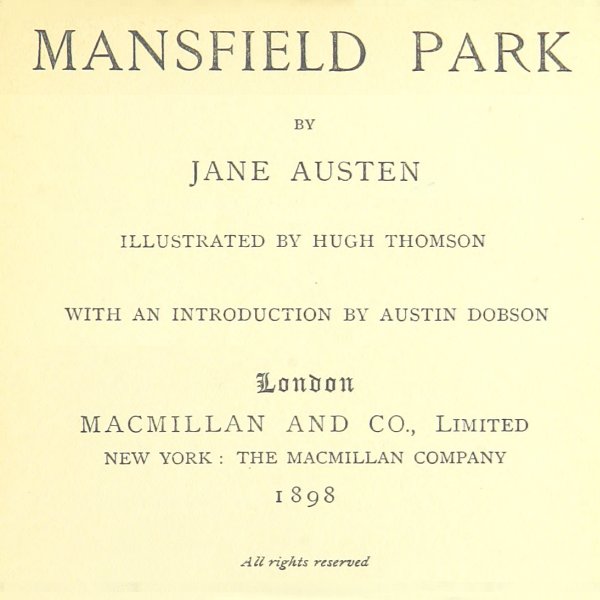 MANSFIELD PARK
BY
JANE AUSTEN
ILLUSTRATED BY HUGH THOMSON
WITH AN INTRODUCTION BY AUSTIN DOBSON
London
MACMILLAN AND CO., LIMITED
NEW YORK : THE MACMILLAN COMPANY
1898
All rights reserved